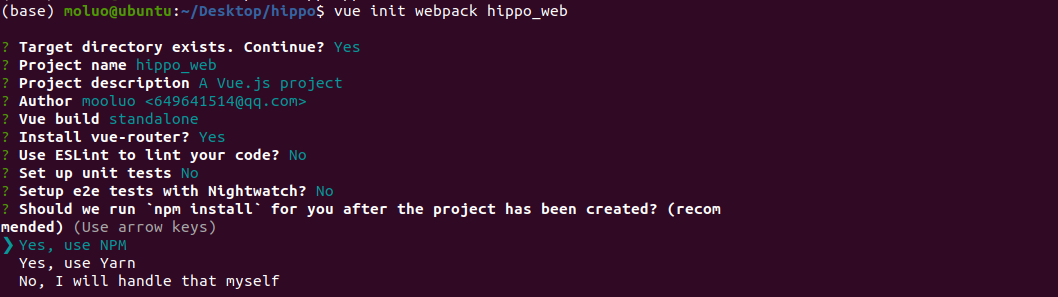 (base) moluo@ubuntu:~/Desktop/hippo$ vue init webpack hippo_web
? Target directory exists. Continue? Yes
? Project name hippo_web
? Project description A Vue.js project
? Author mooluo <649641514@qq.com>
? Vue build standalone
? Install vue-router? Yes
? Use ESLint to lint your code? No
? Set up unit tests No
? Setup e2e tests with Nightwatch? No
? Should we run `npm install` for you after the project has been created? (recom
mended) (Use arrow keys)
❯ Yes, use NPM
  Yes, use Yarn
  No, I will handle that myself